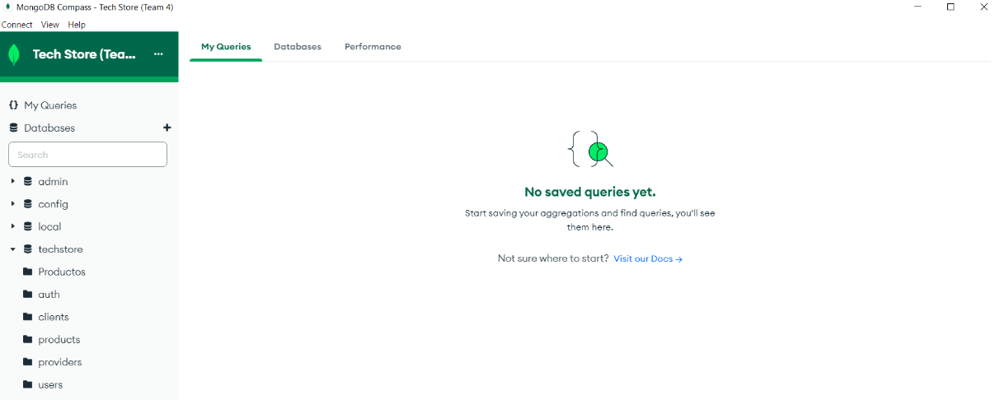 MongoDB Compass - Tech Store (Team 4)
Connect View Help
Tech Store (Tea... ...
My Queries Databases Performance
{} My Queries
Databases +
Search
admin
config
local
techstore
Productos
auth
clients
products
providers
users
No saved queries yet.
Start saving your aggregations and find queries, you'll see
them here.
Not sure where to start? Visit our Docs →